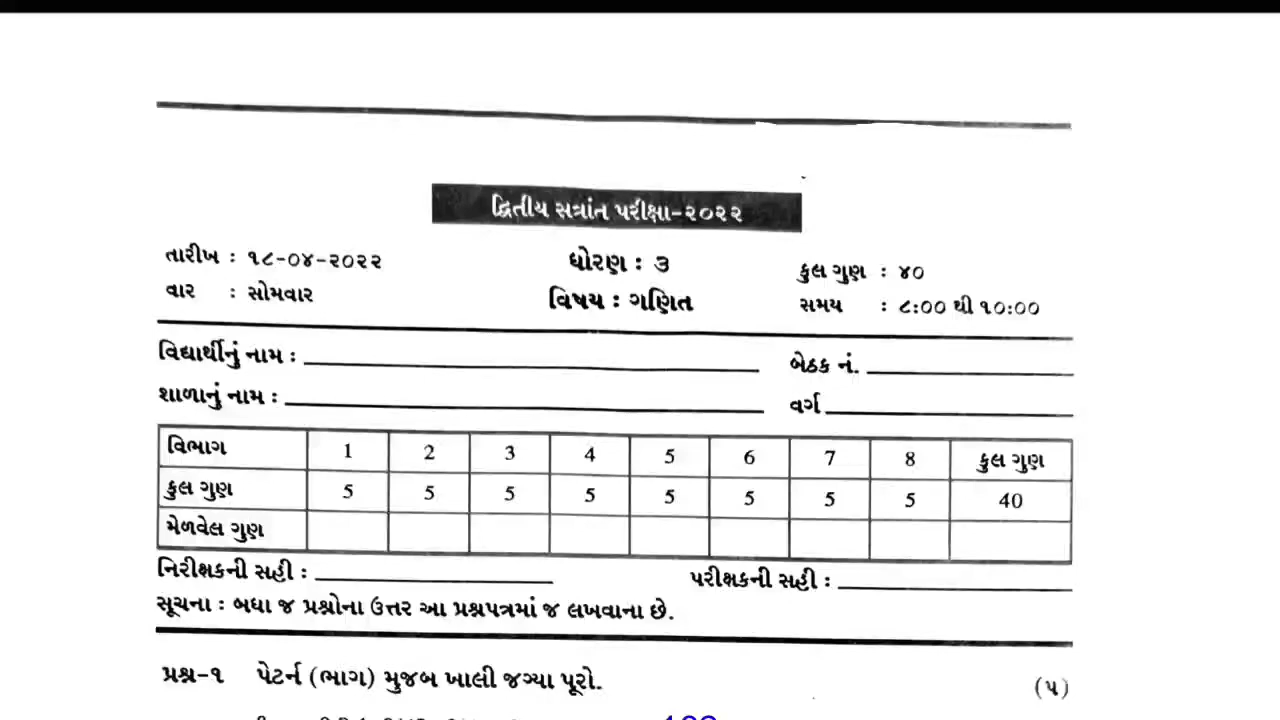 દ્વિતીય સત્રાંત પરીક્ષા-૨૦૨૨
તારીખ : ૧૮-૦૪-૨૦૨૨ ધોરણ : ૩ કુલ ગુણ : ૪૦
વાર : સોમવાર વિષય : ગણિત સમય : ૮:૦૦ થી ૧૦:૦૦
વિદ્યાર્થીનું નામ : બેઠક નં.
શાળાનું નામ : વર્ગ
વિભાગ 1 2 3 4 5 6 7 8 કુલ ગુણ
કુલ ગુણ 5 5 5 5 5 5 5 5 40
મેળવેલ ગુણ
નિરીક્ષકની સહી : પરીક્ષકની સહી :
સૂચના : બધા જ પ્રશ્નોના ઉત્તર આ પ્રશ્નપત્રમાં જ લખવાના છે.
પ્રશ્ન-૧ પેટર્ન (ભાગ) મુજબ ખાલી જગ્યા પૂરો. (૫)